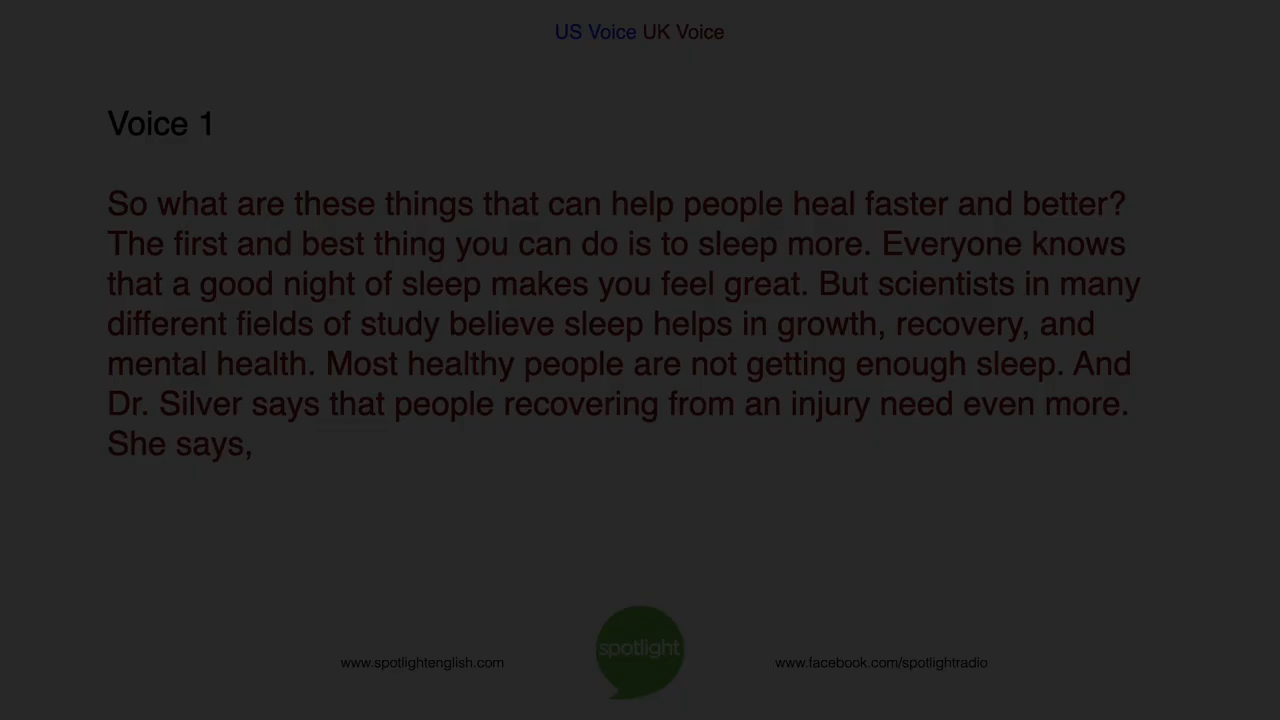 US Voice UK Voice
Voice 1
So what are these things that can help people heal faster and better?
The first and best thing you can do is to sleep more. Everyone knows
that a good night of sleep makes you feel great. But scientists in many
different fields of study believe sleep helps in growth, recovery, and
mental health. Most healthy people are not getting enough sleep. And
Dr. Silver says that people recovering from an injury need even more.
She says,
spotlight
www.spotlightenglish.com
www.facebook.com/spotlightradio